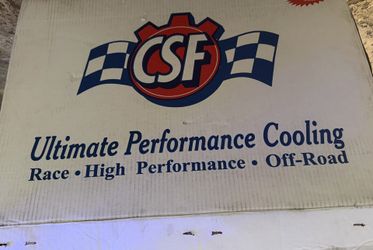 CSF
Ultimate Performance Cooling
Race • High Performance • Off-Road